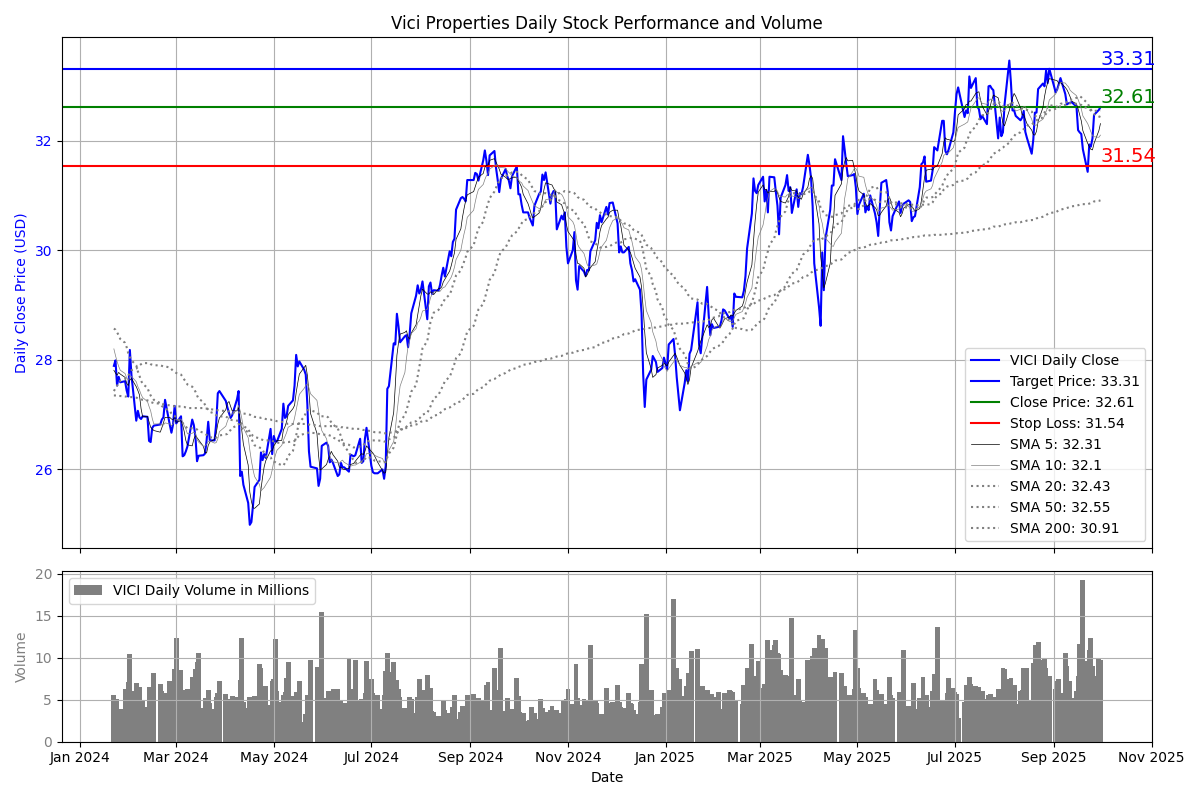 Vici Properties Daily Stock Performance and Volume
Daily Close Price (USD)
32
30
28
26
33.31
32.61
31.54
VICI Daily Close
Target Price: 33.31
Close Price: 32.61
Stop Loss: 31.54
SMA 5: 32.31
SMA 10: 32.1
SMA 20: 32.43
SMA 50: 32.55
SMA 200: 30.91
Volume
20
15
10
5
0
VICI Daily Volume in Millions
Jan 2024 Mar 2024 May 2024 Jul 2024 Sep 2024 Nov 2024 Jan 2025 Mar 2025 May 2025 Jul 2025 Sep 2025 Nov 2025
Date